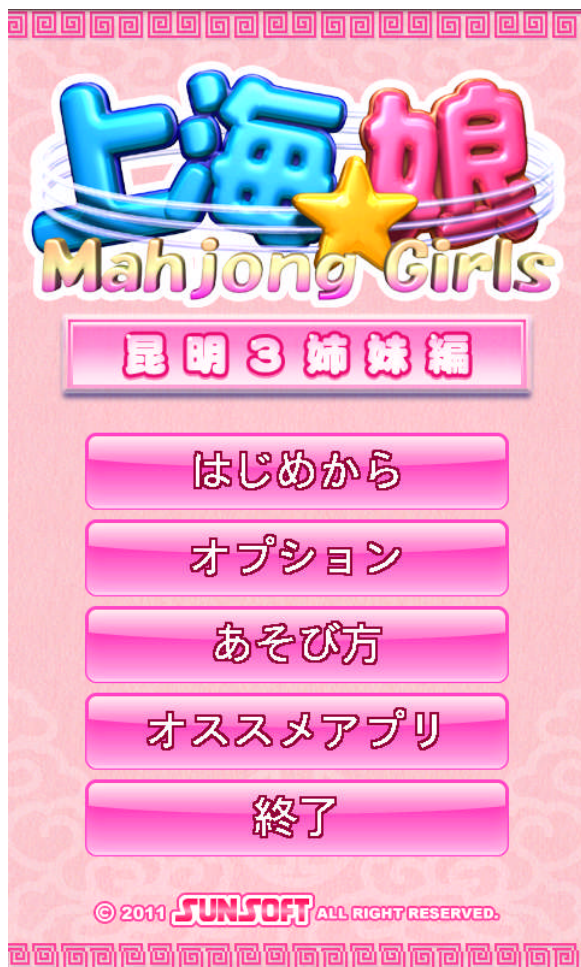 上海★娘
Mahjong Girls
昆明3姉妹編
はじめから
オプション
あそび方
オススメアプリ
終了
© 2011 SUNSOFT ALL RIGHT RESERVED.